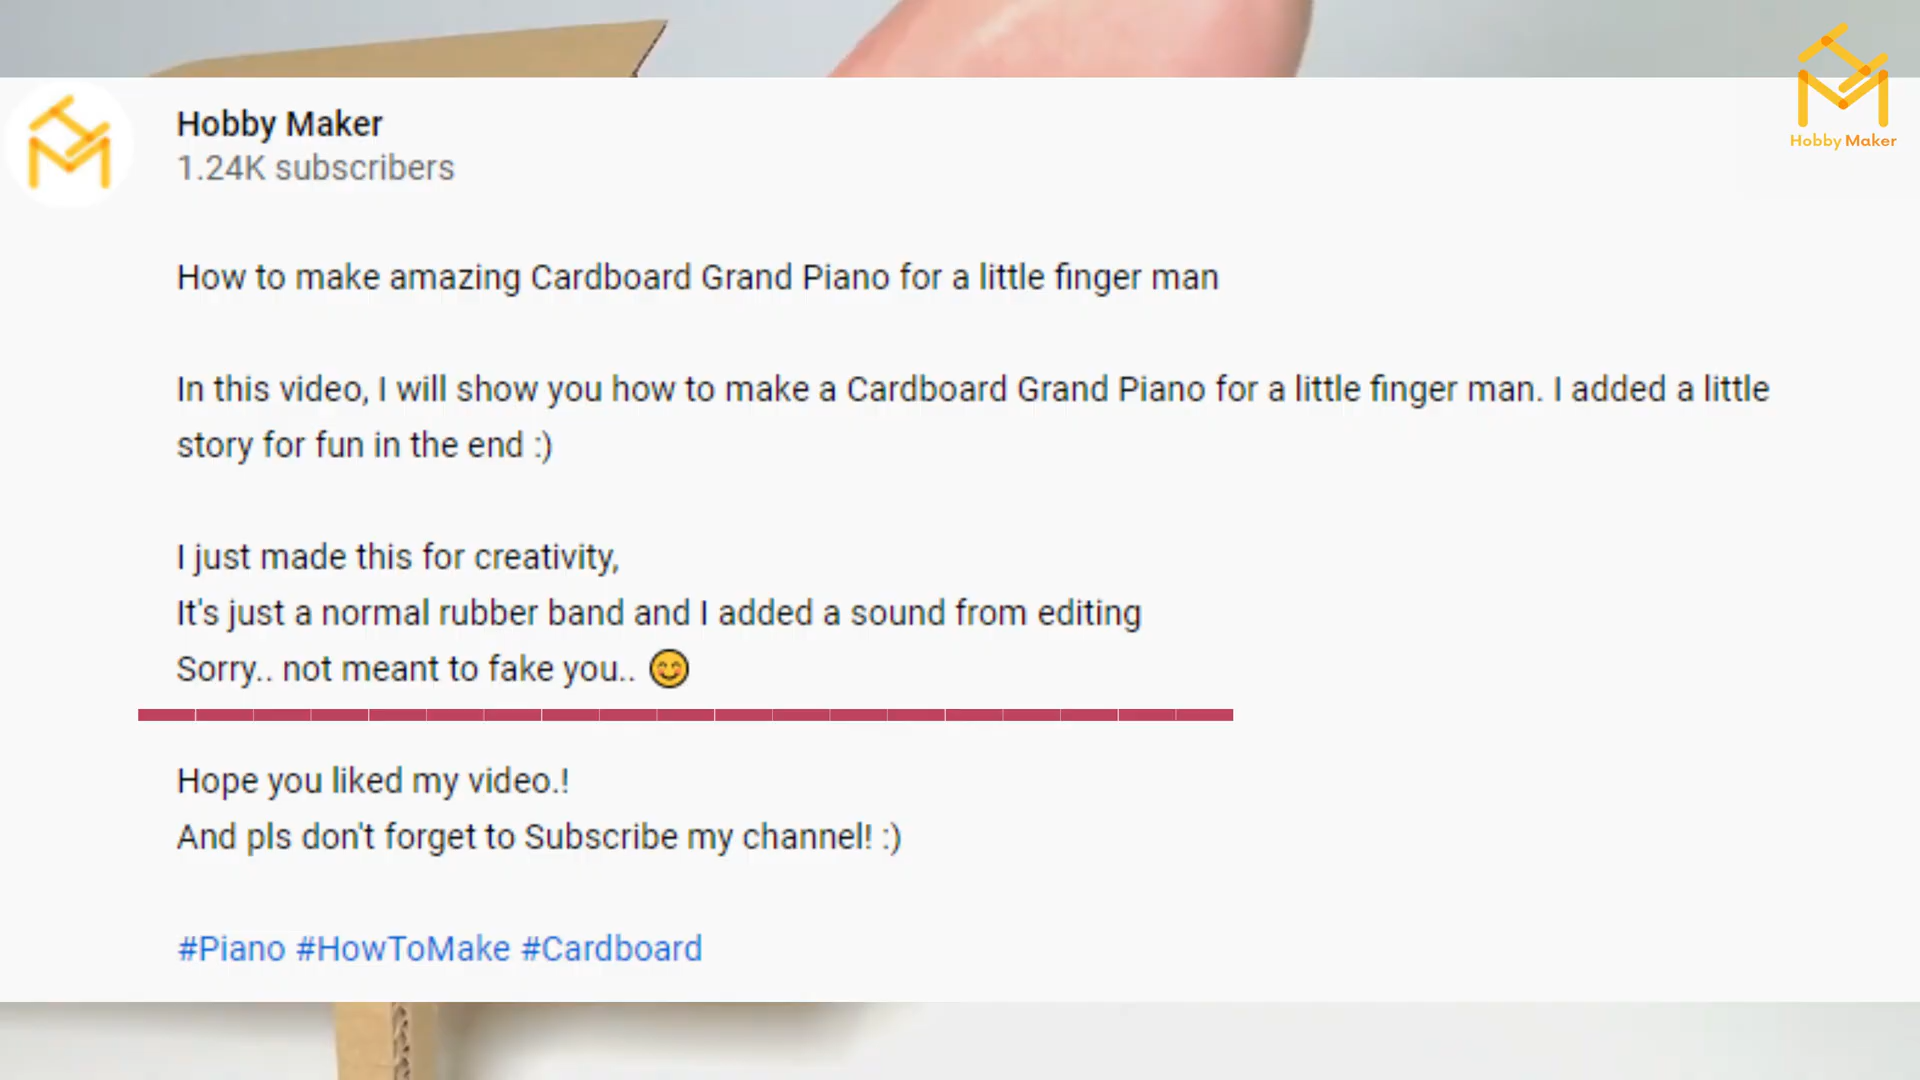 Hobby Maker
1.24K subscribers
Hobby Maker
How to make amazing Cardboard Grand Piano for a little finger man
In this video, I will show you how to make a Cardboard Grand Piano for a little finger man. I added a little
story for fun in the end :)
I just made this for creativity,
It's just a normal rubber band and I added a sound from editing
Sorry.. not meant to fake you.. 😊
Hope you liked my video.!
And pls don't forget to Subscribe my channel! :)
#Piano #HowToMake #Cardboard